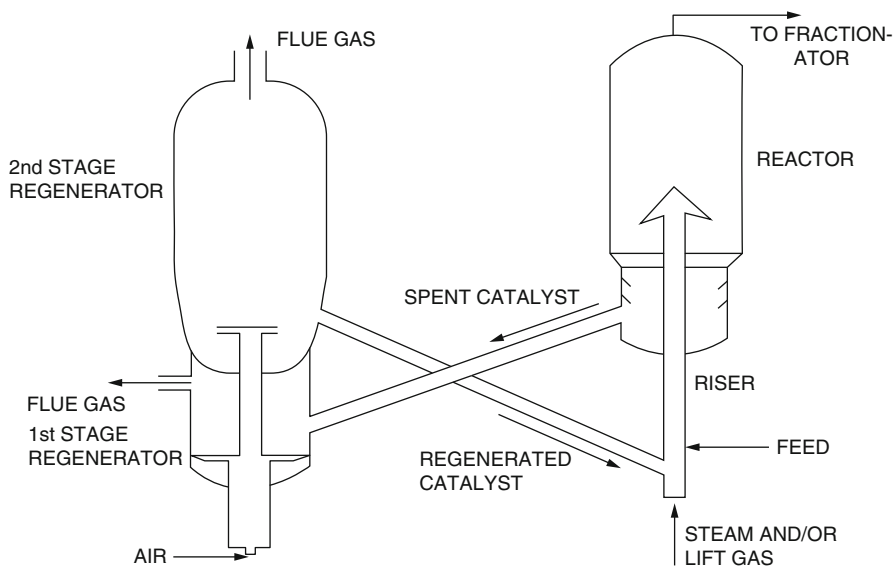 FLUE GAS
TO FRACTION-
ATOR
2nd STAGE
REGENERATOR
REACTOR
SPENT CATALYST
FLUE GAS
RISER
1st STAGE
REGENERATOR
REGENERATED
CATALYST
FEED
AIR
STEAM AND/OR
LIFT GAS